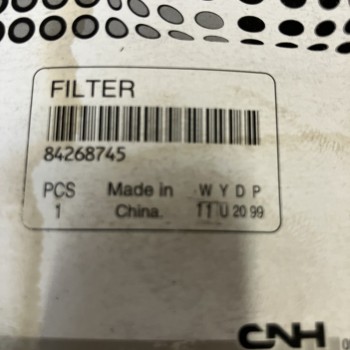 FILTER
84268745
PCS Made in W Y D P
1 China. 11 U 20 99
CNH